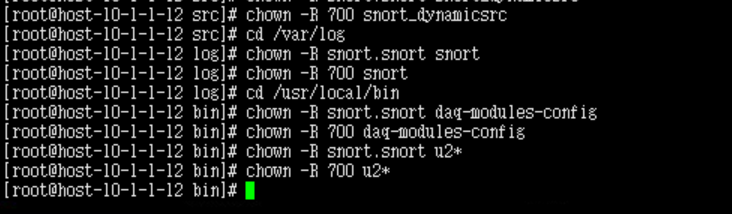 [root@host-10-1-1-12 src]# chown -R 700 snort_dynamicsrc
[root@host-10-1-1-12 src]# cd /var/log
[root@host-10-1-1-12 log]# chown -R snort.snort snort
[root@host-10-1-1-12 log]# chown -R 700 snort
[root@host-10-1-1-12 log]# cd /usr/local/bin
[root@host-10-1-1-12 bin]# chown -R snort.snort daq-modules-config
[root@host-10-1-1-12 bin]# chown -R 700 daq-modules-config
[root@host-10-1-1-12 bin]# chown -R snort.snort u2*
[root@host-10-1-1-12 bin]# chown -R 700 u2*
[root@host-10-1-1-12 bin]#